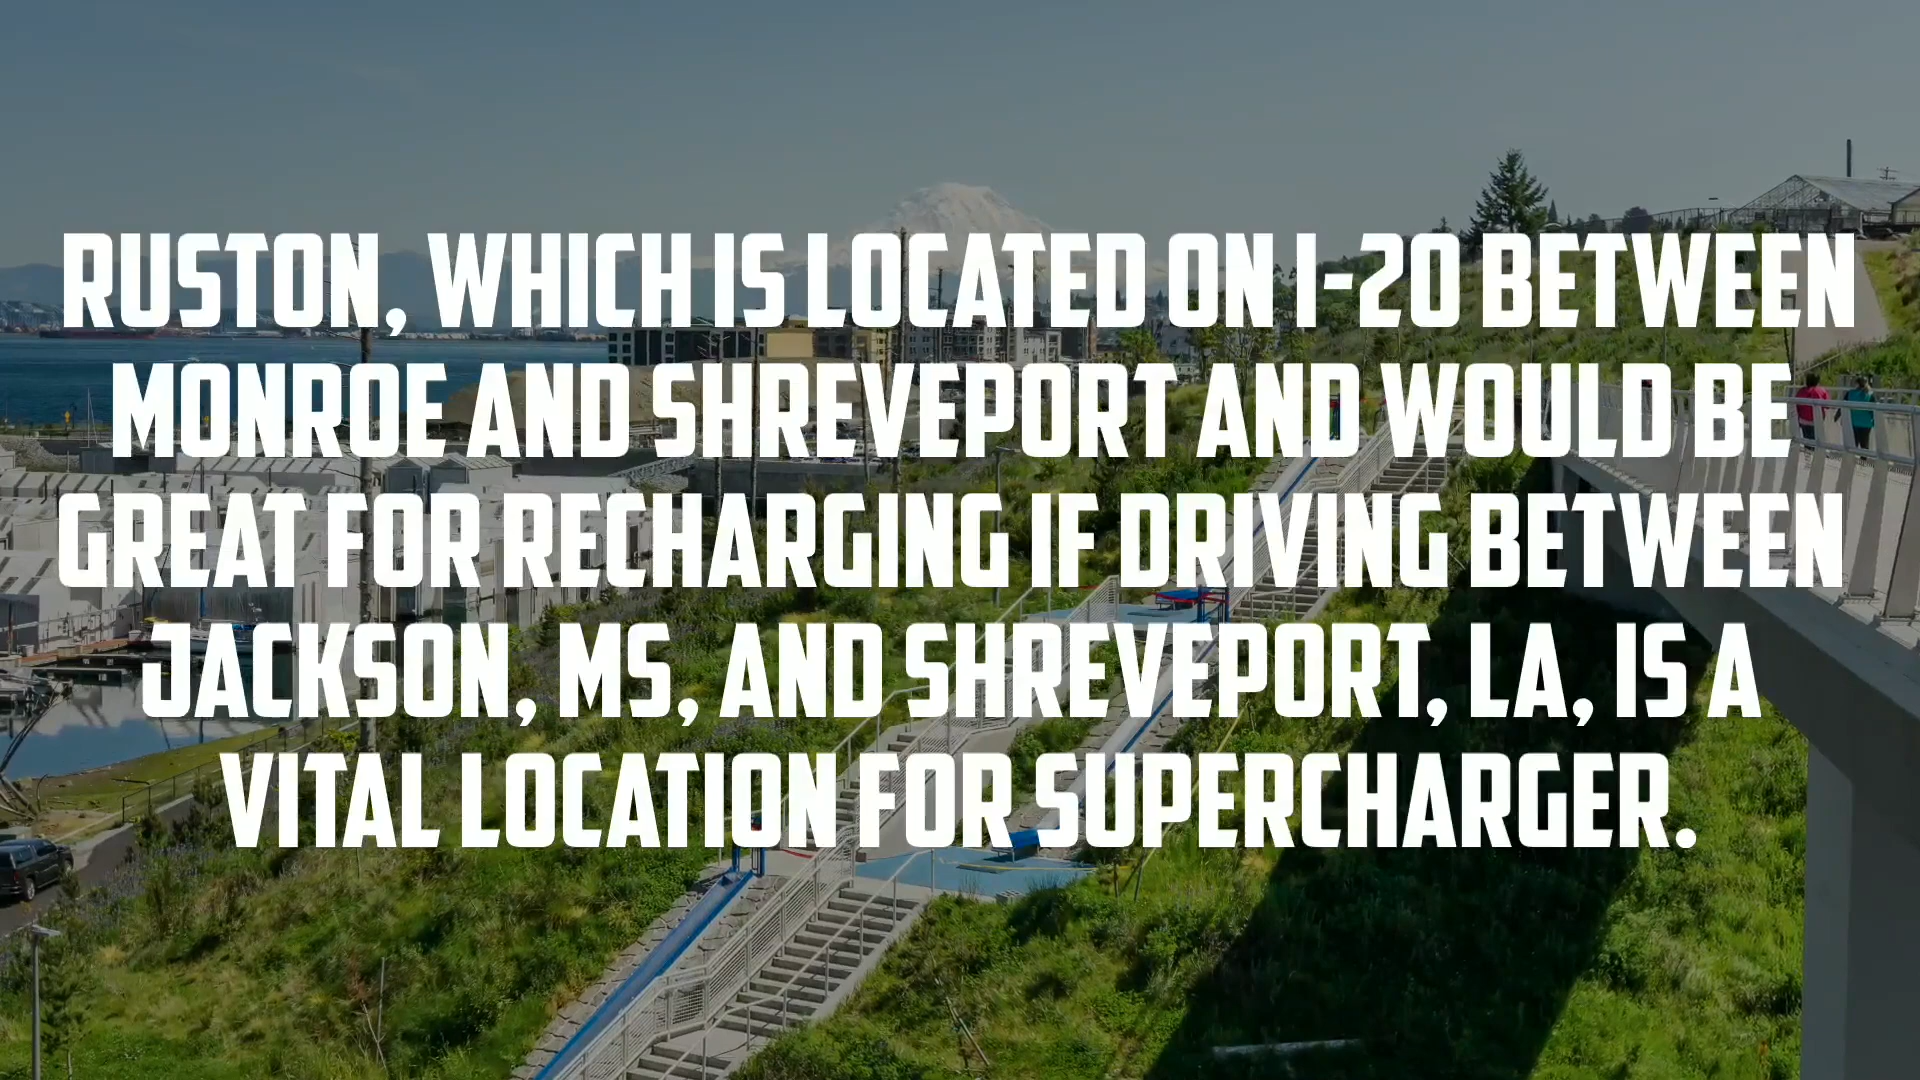 RUSTON, WHICH IS LOCATED ON I-20 BETWEEN
MONROE AND SHREVEPORT AND WOULD BE
GREAT FOR RECHARGING IF DRIVING BETWEEN
JACKSON, MS, AND SHREVEPORT, LA, IS A
VITAL LOCATION FOR SUPERCHARGER.